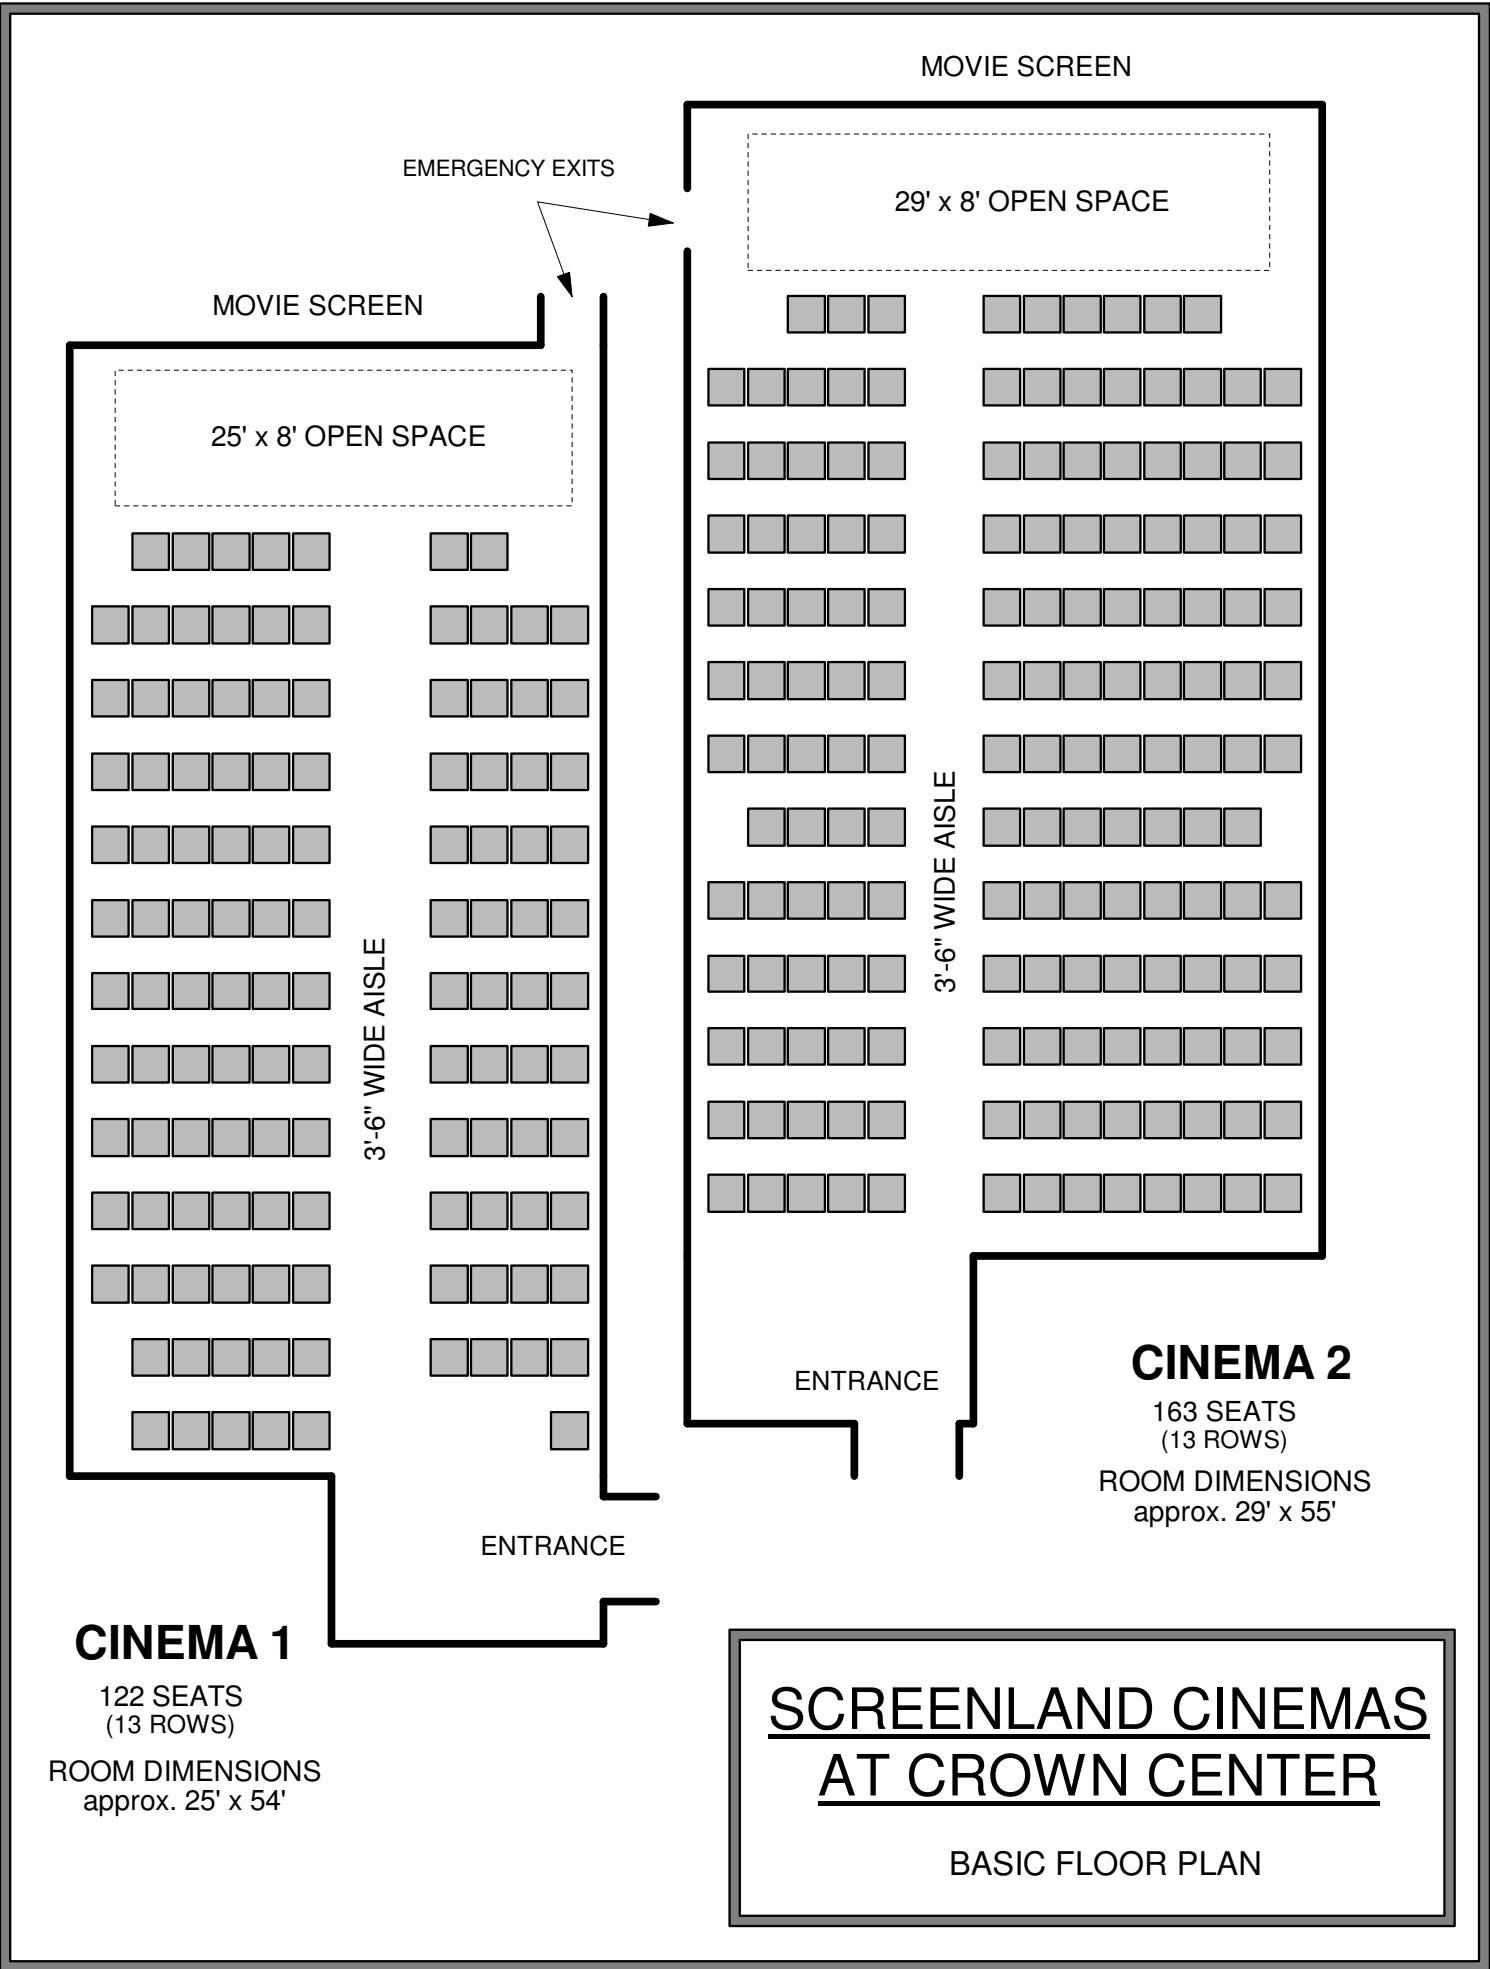 MOVIE SCREEN
EMERGENCY EXITS
29' x 8' OPEN SPACE
MOVIE SCREEN
25' x 8' OPEN SPACE
3'-6" WIDE AISLE
3'-6" WIDE AISLE
ENTRANCE
CINEMA 2
163 SEATS
(13 ROWS)
ROOM DIMENSIONS
approx. 29' x 55'
ENTRANCE
CINEMA 1
122 SEATS
(13 ROWS)
ROOM DIMENSIONS
approx. 25' x 54'
SCREENLAND CINEMAS
AT CROWN CENTER
BASIC FLOOR PLAN